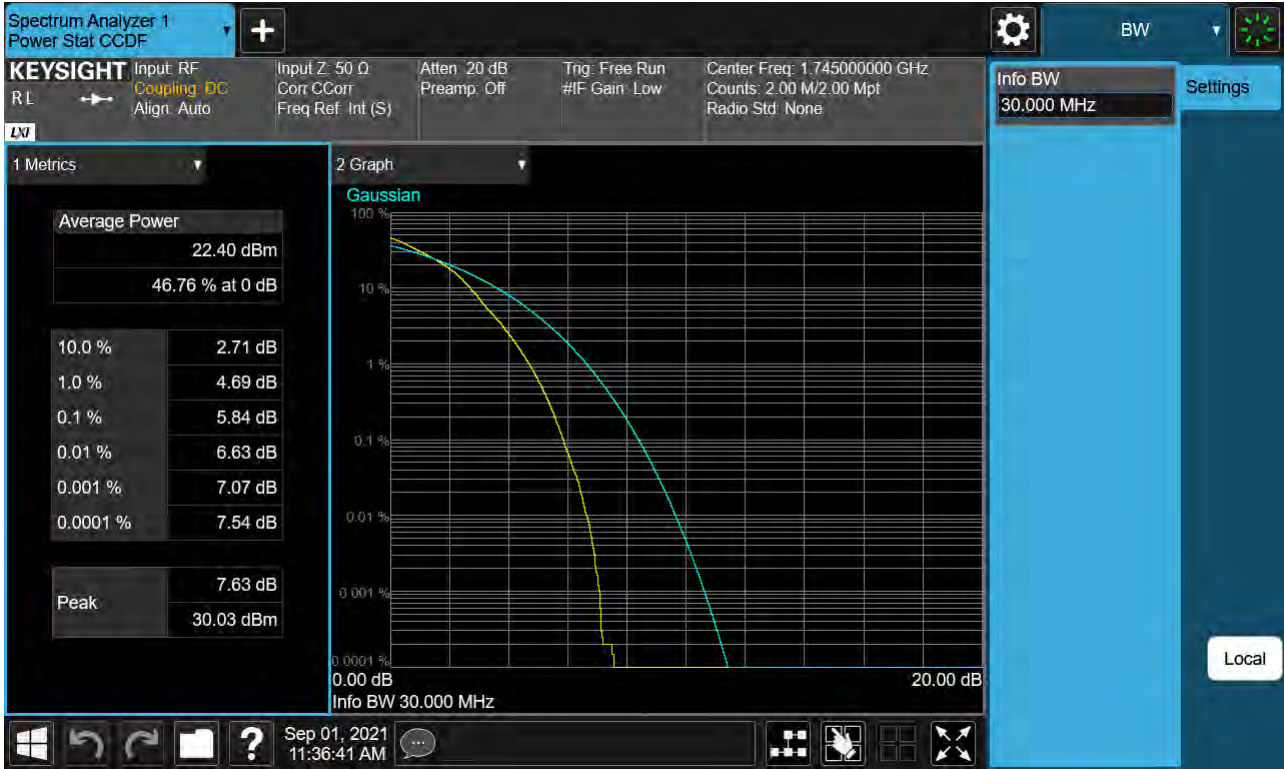 Spectrum Analyzer 1
Power Stat CCDF
BW
KEYSIGHT
R L
LXI
Input: RF
Coupling: DC
Align: Auto
Input Z: 50 Ω
Corr CCorr
Freq Ref: Int (S)
Atten: 20 dB
Preamp: Off
Trig: Free Run
#IF Gain: Low
Center Freq: 1.745000000 GHz
Counts: 2.00 M/2.00 Mpt
Radio Std: None
Info BW
30.000 MHz
Settings
1 Metrics
Average Power
22.40 dBm
46.76 % at 0 dB
10.0 % 2.71 dB
1.0 % 4.69 dB
0.1 % 5.84 dB
0.01 % 6.63 dB
0.001 % 7.07 dB
0.0001 % 7.54 dB
Peak
7.63 dB
30.03 dBm
2 Graph
Gaussian
100 %
10 %
1 %
0.1 %
0.01 %
0.001 %
0.0001 %
0.00 dB 20.00 dB
Info BW 30.000 MHz
Local
?
Sep 01, 2021
11:36:41 AM